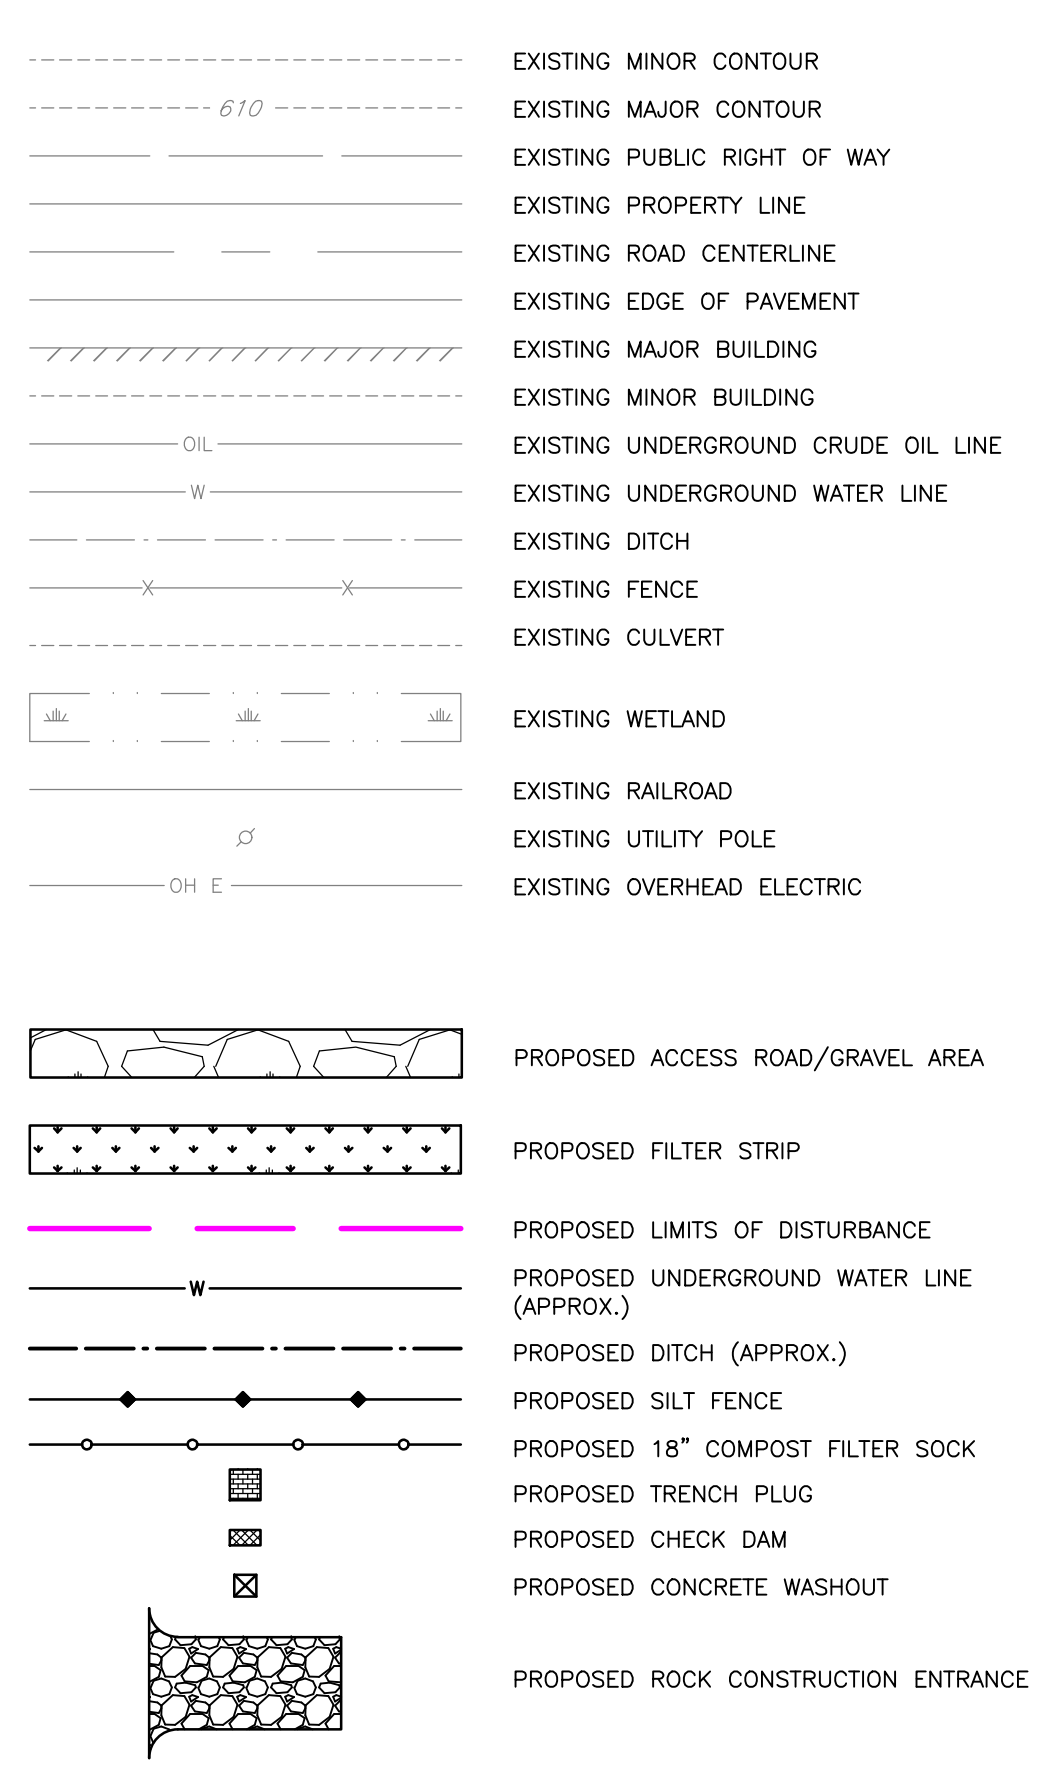 EXISTING MINOR CONTOUR
610 EXISTING MAJOR CONTOUR
EXISTING PUBLIC RIGHT OF WAY
EXISTING PROPERTY LINE
EXISTING ROAD CENTERLINE
EXISTING EDGE OF PAVEMENT
EXISTING MAJOR BUILDING
EXISTING MINOR BUILDING
OIL EXISTING UNDERGROUND CRUDE OIL LINE
W EXISTING UNDERGROUND WATER LINE
EXISTING DITCH
X X EXISTING FENCE
EXISTING CULVERT
EXISTING WETLAND
EXISTING RAILROAD
EXISTING UTILITY POLE
OH E EXISTING OVERHEAD ELECTRIC
PROPOSED ACCESS ROAD/GRAVEL AREA
PROPOSED FILTER STRIP
PROPOSED LIMITS OF DISTURBANCE
W PROPOSED UNDERGROUND WATER LINE
(APPROX.)
PROPOSED DITCH (APPROX.)
PROPOSED SILT FENCE
PROPOSED 18” COMPOST FILTER SOCK
PROPOSED TRENCH PLUG
PROPOSED CHECK DAM
PROPOSED CONCRETE WASHOUT
PROPOSED ROCK CONSTRUCTION ENTRANCE